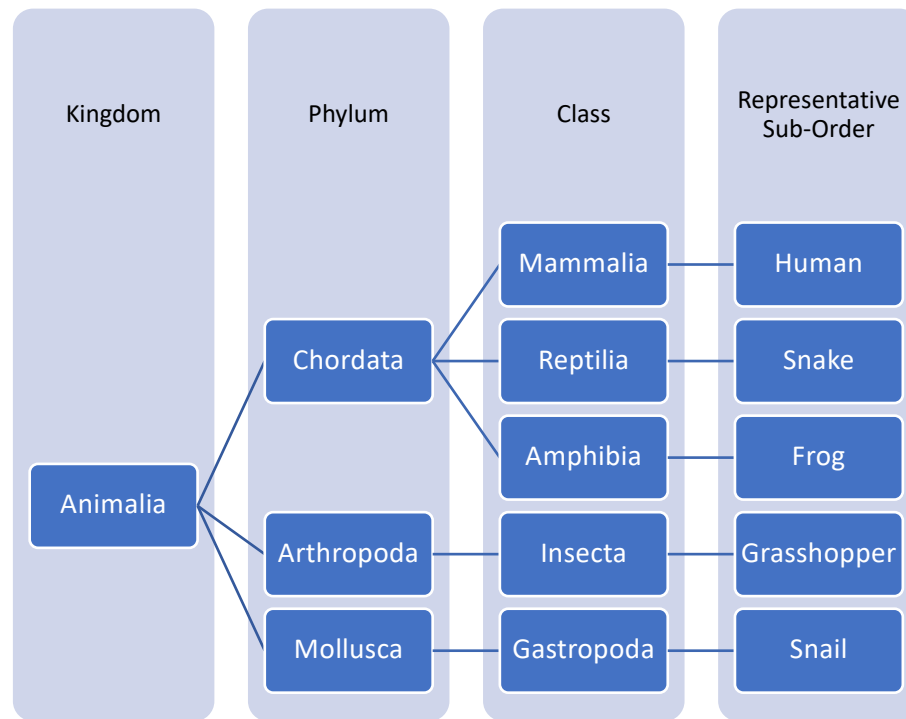 Kingdom
Phylum
Class
Representative
Sub-Order
Mammalia
Human
Chordata
Reptilia
Snake
Amphibia
Frog
Animalia
Arthropoda
Insecta
Grasshopper
Mollusca
Gastropoda
Snail